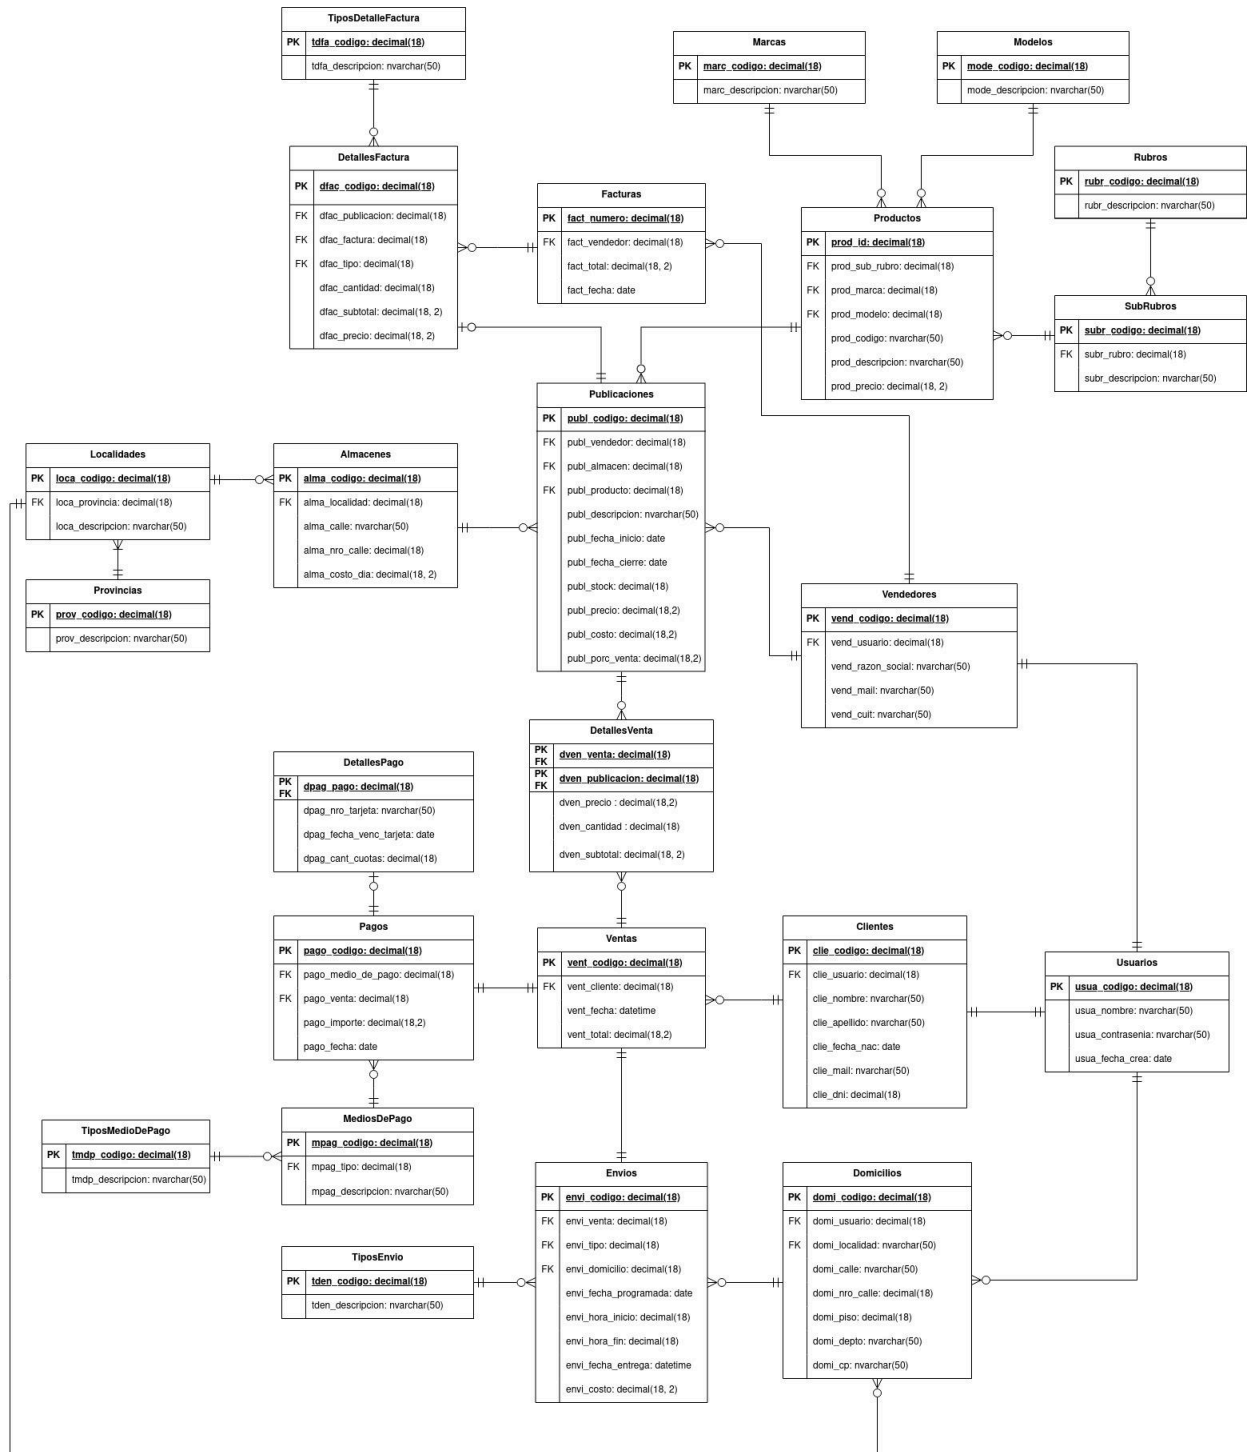 TiposDetalleFactura
PK tdfa_codigo: decimal(18)
tdfa_descripcion: nvarchar(50)
Marcas
PK marc_codigo: decimal(18)
marc_descripcion: nvarchar(50)
Modelos
PK mode_codigo: decimal(18)
mode_descripcion: nvarchar(50)
DetallesFactura
PK dfac_codigo: decimal(18)
FK dfac_publicacion: decimal(18)
FK dfac_factura: decimal(18)
FK dfac_tipo: decimal(18)
dfac_cantidad: decimal(18)
dfac_subtotal: decimal(18, 2)
dfac_precio: decimal(18, 2)
Facturas
PK fact_numero: decimal(18)
FK fact_vendedor: decimal(18)
fact_total: decimal(18, 2)
fact_fecha: date
Productos
PK prod_id: decimal(18)
FK prod_sub_rubro: decimal(18)
FK prod_marca: decimal(18)
FK prod_modelo: decimal(18)
prod_codigo: nvarchar(50)
prod_descripcion: nvarchar(50)
prod_precio: decimal(18, 2)
Rubros
PK rubr_codigo: decimal(18)
rubr_descripcion: nvarchar(50)
SubRubros
PK subr_codigo: decimal(18)
FK subr_rubro: decimal(18)
subr_descripcion: nvarchar(50)
Publicaciones
PK publ_codigo: decimal(18)
FK publ_vendedor: decimal(18)
FK publ_almacen: decimal(18)
FK publ_producto: decimal(18)
publ_descripcion: nvarchar(50)
publ_fecha_inicio: date
publ_fecha_cierre: date
publ_stock: decimal(18)
publ_precio: decimal(18,2)
publ_costo: decimal(18,2)
publ_porc_venta: decimal(18,2)
Localidades
PK loca_codigo: decimal(18)
FK loca_provincia: decimal(18)
loca_descripcion: nvarchar(50)
Almacenes
PK alma_codigo: decimal(18)
FK alma_localidad: decimal(18)
alma_calle: nvarchar(50)
alma_nro_calle: decimal(18)
alma_costo_dia: decimal(18, 2)
Provincias
PK prov_codigo: decimal(18)
prov_descripcion: nvarchar(50)
Vendedores
PK vend_codigo: decimal(18)
FK vend_usuario: decimal(18)
vend_razon_social: nvarchar(50)
vend_mail: nvarchar(50)
vend_cuit: nvarchar(50)
DetallesVenta
PK FK dven_venta: decimal(18)
PK FK dven_publicacion: decimal(18)
dven_precio : decimal(18,2)
dven_cantidad : decimal(18)
dven_subtotal: decimal(18, 2)
DetallesPago
PK FK dpag_pago: decimal(18)
dpag_nro_tarjeta: nvarchar(50)
dpag_fecha_venc_tarjeta: date
dpag_cant_cuotas: decimal(18)
Pagos
PK pago_codigo: decimal(18)
FK pago_medio_de_pago: decimal(18)
FK pago_venta: decimal(18)
pago_importe: decimal(18,2)
pago_fecha: date
Ventas
PK vent_codigo: decimal(18)
FK vent_cliente: decimal(18)
vent_fecha: datetime
vent_total: decimal(18,2)
Clientes
PK clie_codigo: decimal(18)
FK clie_usuario: decimal(18)
clie_nombre: nvarchar(50)
clie_apellido: nvarchar(50)
clie_fecha_nac: date
clie_mail: nvarchar(50)
clie_dni: decimal(18)
Usuarios
PK usua_codigo: decimal(18)
usua_nombre: nvarchar(50)
usua_contrasenia: nvarchar(50)
usua_fecha_crea: date
TiposMedioDePago
PK tmdp_codigo: decimal(18)
tmdp_descripcion: nvarchar(50)
MediosDePago
PK mpag_codigo: decimal(18)
FK mpag_tipo: decimal(18)
mpag_descripcion: nvarchar(50)
Envios
PK envi_codigo: decimal(18)
FK envi_venta: decimal(18)
FK envi_tipo: decimal(18)
FK envi_domicilio: decimal(18)
envi_fecha_programada: date
envi_hora_inicio: decimal(18)
envi_hora_fin: decimal(18)
envi_fecha_entrega: datetime
envi_costo: decimal(18, 2)
Domicilios
PK domi_codigo: decimal(18)
FK domi_usuario: decimal(18)
FK domi_localidad: nvarchar(50)
domi_calle: nvarchar(50)
domi_nro_calle: decimal(18)
domi_piso: decimal(18)
domi_depto: nvarchar(50)
domi_cp: nvarchar(50)
TiposEnvio
PK tden_codigo: decimal(18)
tden_descripcion: nvarchar(50)